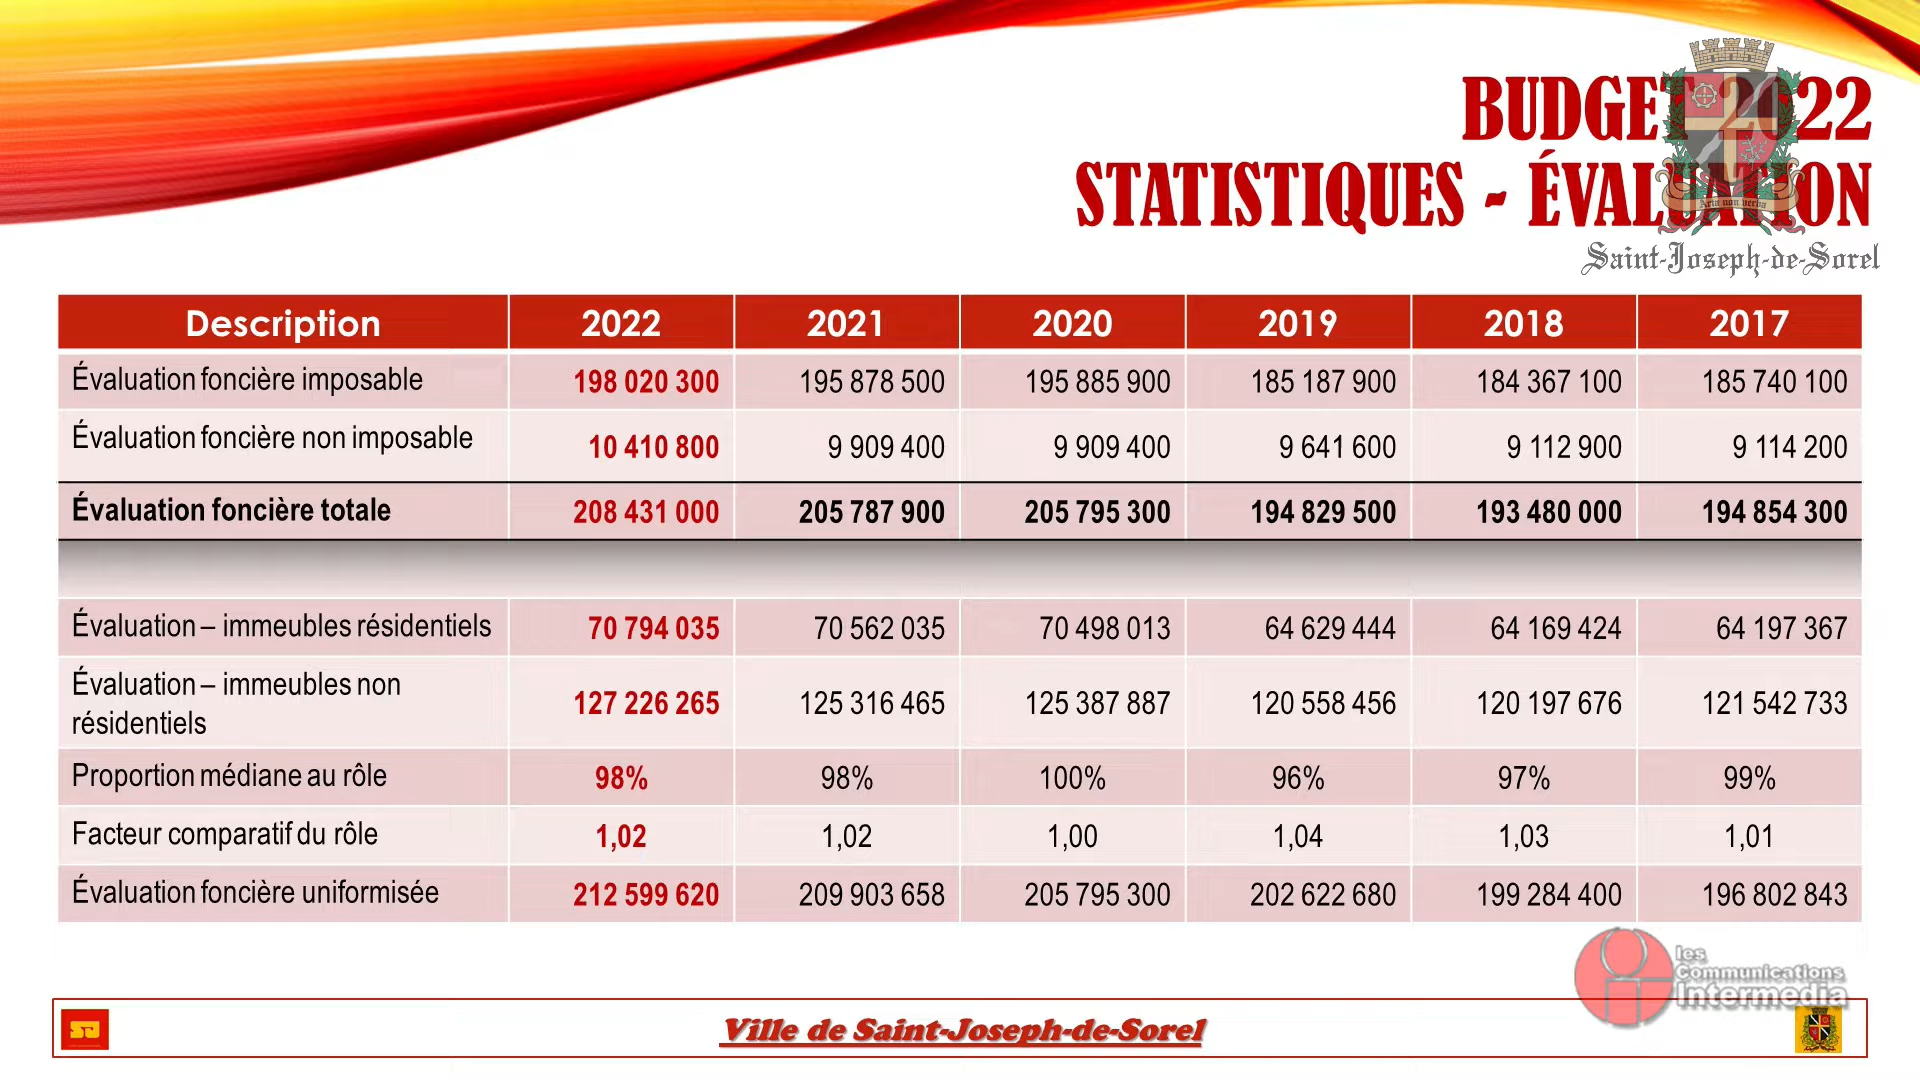 BUDGET 2022
STATISTIQUES - ÉVALUATION
Acta non verba
Saint-Joseph-de-Sorel
Description 2022 2021 2020 2019 2018 2017
Évaluation foncière imposable 198 020 300 195 878 500 195 885 900 185 187 900 184 367 100 185 740 100
Évaluation foncière non imposable 10 410 800 9 909 400 9 909 400 9 641 600 9 112 900 9 114 200
Évaluation foncière totale 208 431 000 205 787 900 205 795 300 194 829 500 193 480 000 194 854 300
Évaluation – immeubles résidentiels 70 794 035 70 562 035 70 498 013 64 629 444 64 169 424 64 197 367
Évaluation – immeubles non
résidentiels 127 226 265 125 316 465 125 387 887 120 558 456 120 197 676 121 542 733
Proportion médiane au rôle 98% 98% 100% 96% 97% 99%
Facteur comparatif du rôle 1,02 1,02 1,00 1,04 1,03 1,01
Évaluation foncière uniformisée 212 599 620 209 903 658 205 795 300 202 622 680 199 284 400 196 802 843
les
Communications
Intermedia
Ville de Saint-Joseph-de-Sorel